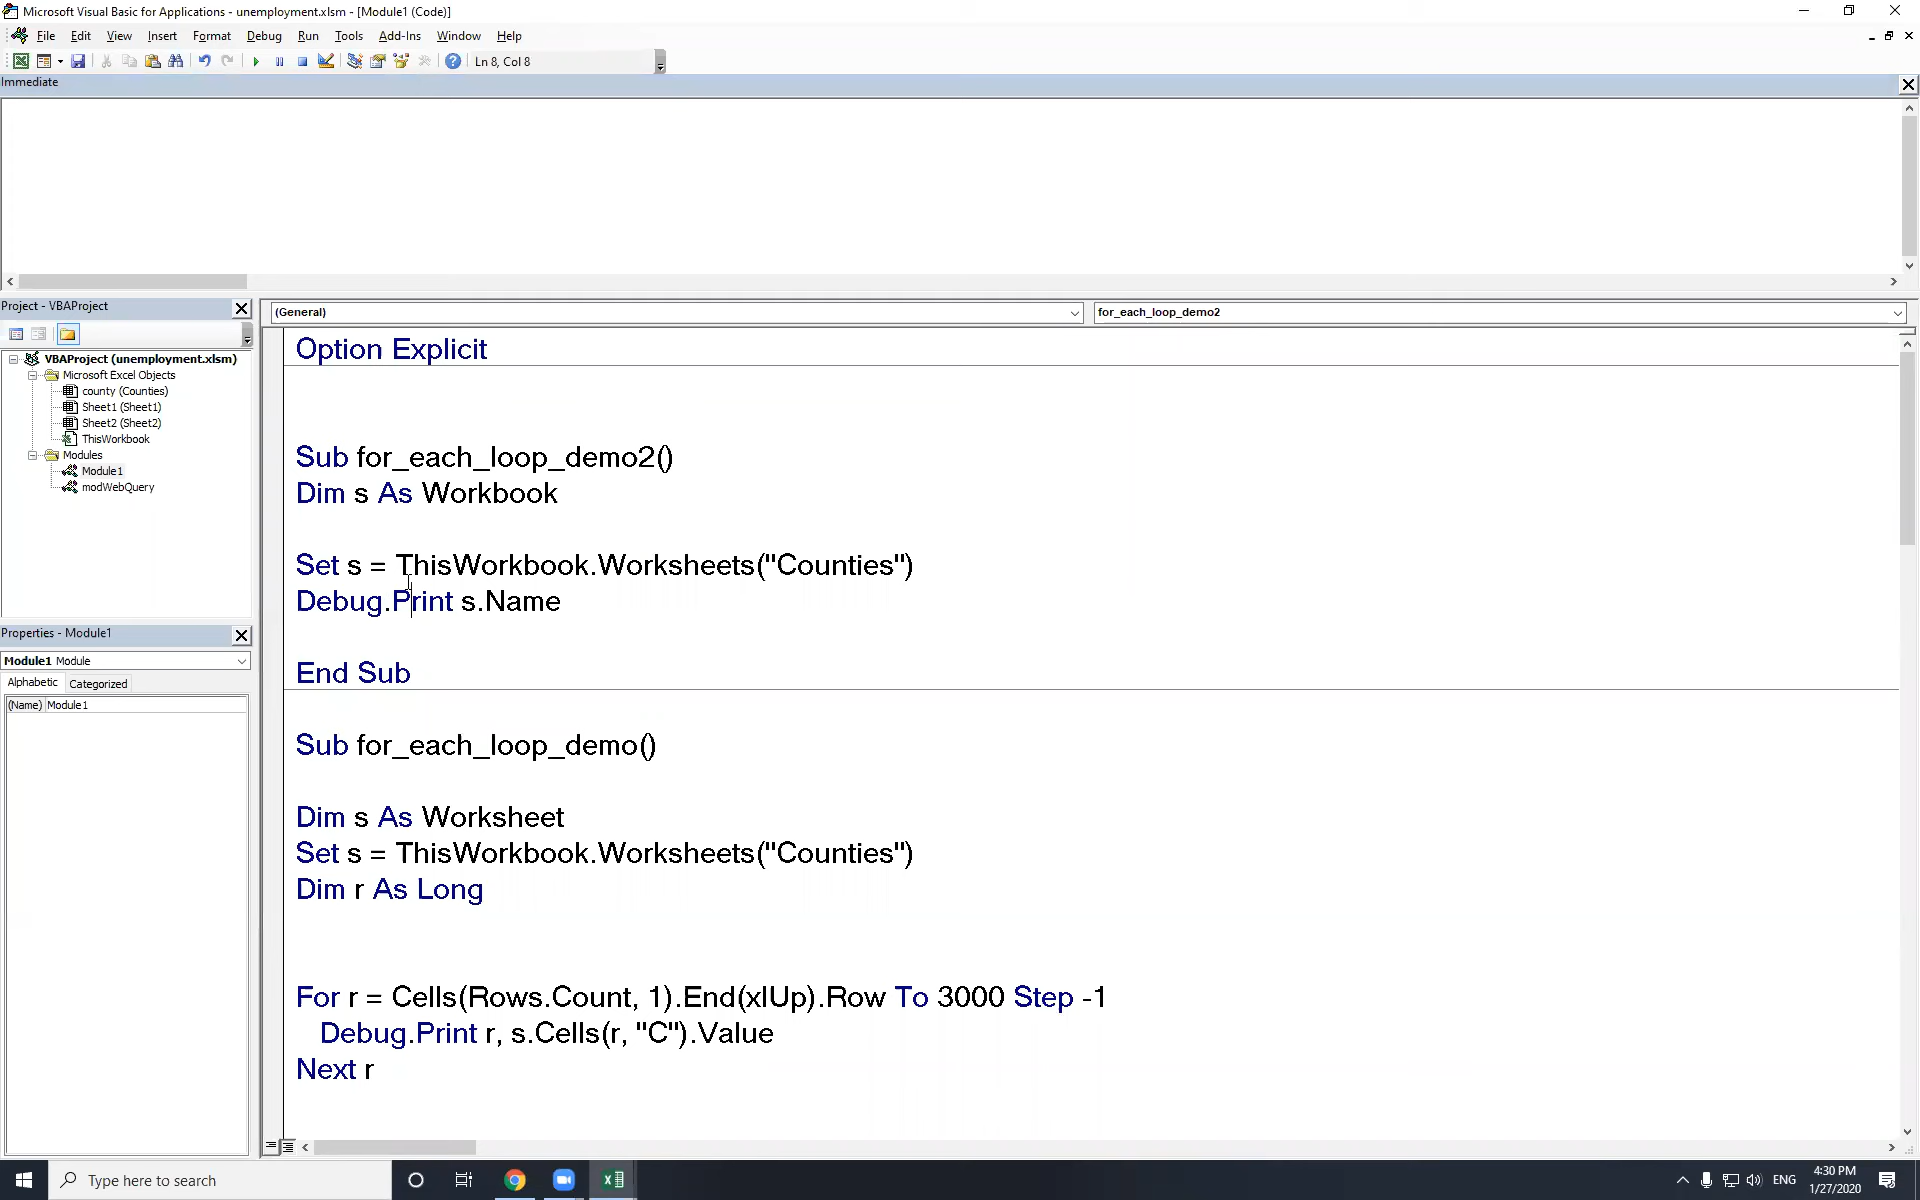 Microsoft Visual Basic for Applications - unemployment.xlsm - [Module1 (Code)]
File Edit View Insert Format Debug Run Tools Add-Ins Window Help
Ln 8, Col 8
Immediate
Project - VBAProject
VBAProject (unemployment.xlsm)
Microsoft Excel Objects
county (Counties)
Sheet1 (Sheet1)
Sheet2 (Sheet2)
ThisWorkbook
Modules
Module1
modWebQuery
Properties - Module1
Module1 Module
Alphabetic Categorized
(Name) Module1
(General) for_each_loop_demo2
Option Explicit
Sub for_each_loop_demo2()
Dim s As Workbook
Set s = ThisWorkbook.Worksheets("Counties")
Debug.Print s.Name
End Sub
Sub for_each_loop_demo()
Dim s As Worksheet
Set s = ThisWorkbook.Worksheets("Counties")
Dim r As Long
For r = Cells(Rows.Count, 1).End(xlUp).Row To 3000 Step -1
Debug.Print r, s.Cells(r, "C").Value
Next r
Type here to search
ENG
4:30 PM
1/27/2020